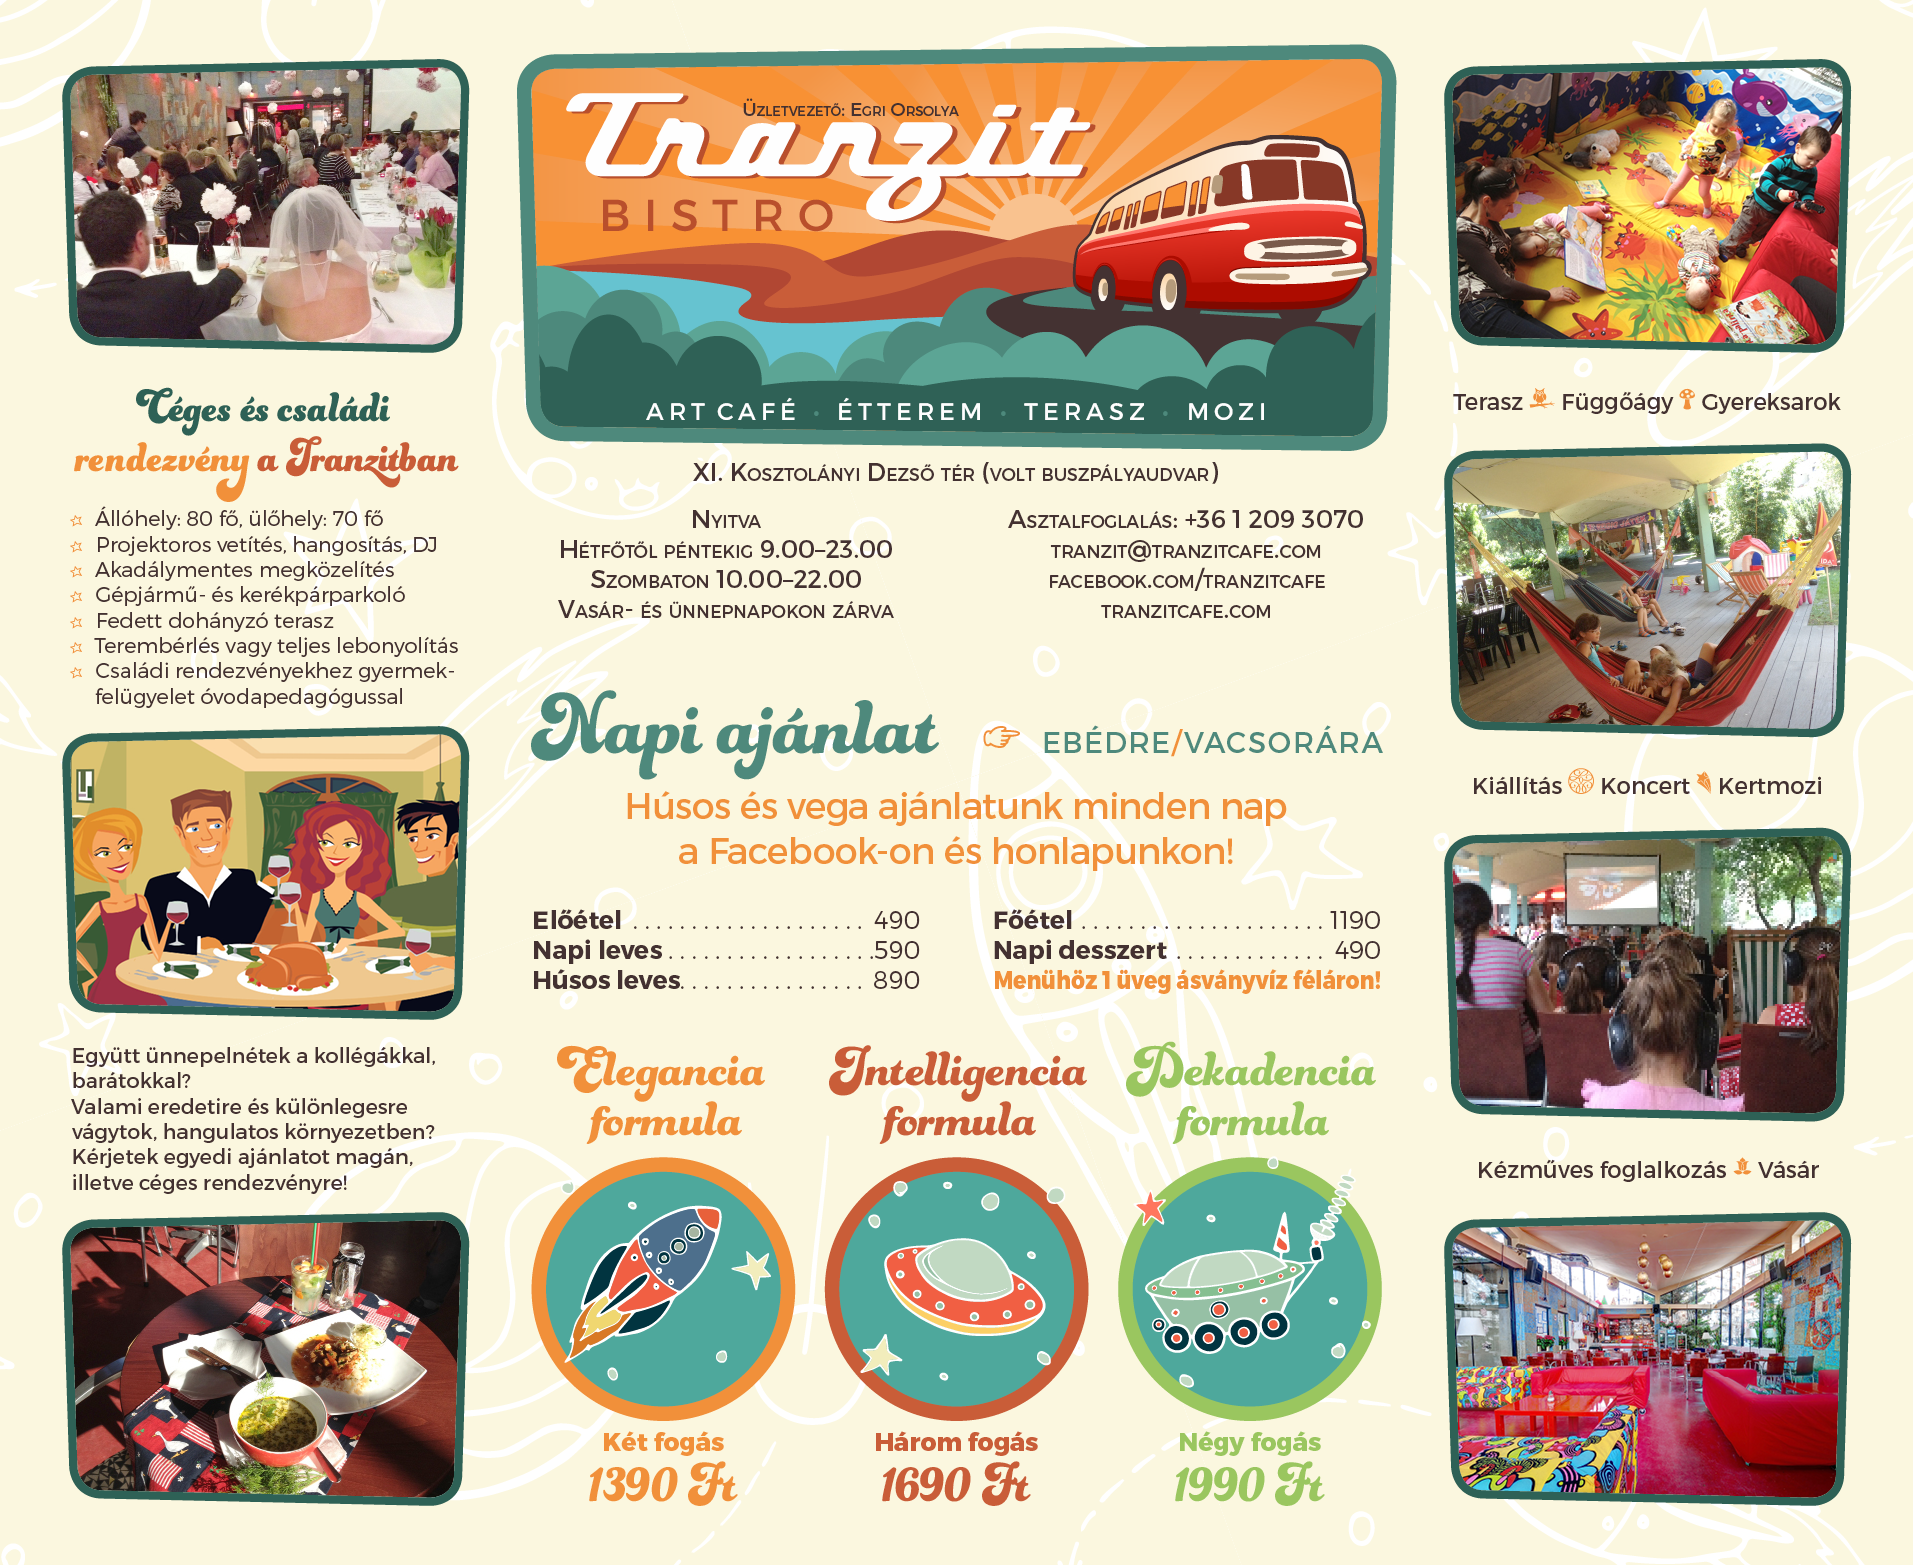 Üzletvezető: Egri Orsolya
Tranzit
BISTRO
ART CAFÉ · ÉTTEREM · TERASZ · MOZI
XI. Kosztolányi Dezső tér (volt buszpályaudvar)
Nyitva
Hétfőtől péntekig 9.00–23.00
Szombaton 10.00–22.00
Vasár- és ünnepnapokon zárva
Asztalfoglalás: +36 1 209 3070
tranzit@tranzitcafe.com
facebook.com/tranzitcafe
tranzitcafe.com
Céges és családi
rendezvény a Tranzitban
Állóhely: 80 fő, ülőhely: 70 fő
Projektoros vetítés, hangosítás, DJ
Akadálymentes megközelítés
Gépjármű- és kerékpárparkoló
Fedett dohányzó terasz
Terembérlés vagy teljes lebonyolítás
Családi rendezvényekhez gyermek-
felügyelet óvodapedagógussal
Együtt ünnepelnétek a kollégákkal,
barátokkal?
Valami eredetire és különlegesre
vágytok, hangulatos környezetben?
Kérjetek egyedi ajánlatot magán,
illetve céges rendezvényre!
Napi ajánlat
EBÉDRE/VACSORÁRA
Húsos és vega ajánlatunk minden nap
a Facebook-on és honlapunkon!
Előétel . . . . . . . . . . . . . . . . . . . . 490
Napi leves . . . . . . . . . . . . . . . . . .590
Húsos leves. . . . . . . . . . . . . . . . 890
Főétel . . . . . . . . . . . . . . . . . . . . . 1190
Napi desszert . . . . . . . . . . . . . 490
Menühöz 1 üveg ásványvíz féláron!
Elegancia
formula
Két fogás
1390 Ft
Intelligencia
formula
Három fogás
1690 Ft
Dekadencia
formula
Négy fogás
1990 Ft
Terasz Függőágy Gyereksarok
Kiállítás Koncert Kertmozi
Kézműves foglalkozás Vásár